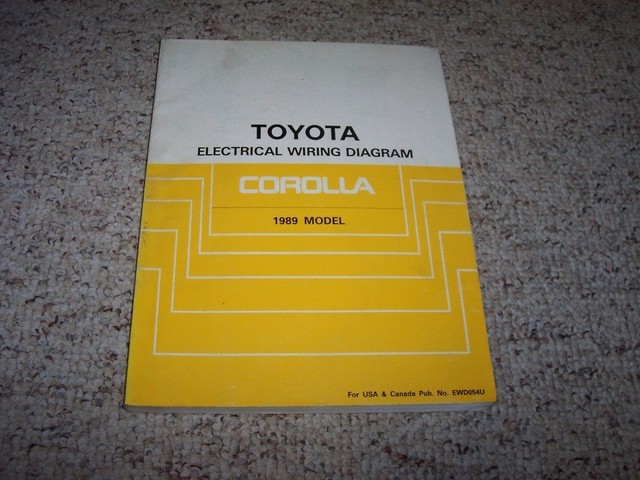 TOYOTA
ELECTRICAL WIRING DIAGRAM
COROLLA
1989 MODEL
For USA & Canada Pub. No. EWD054U